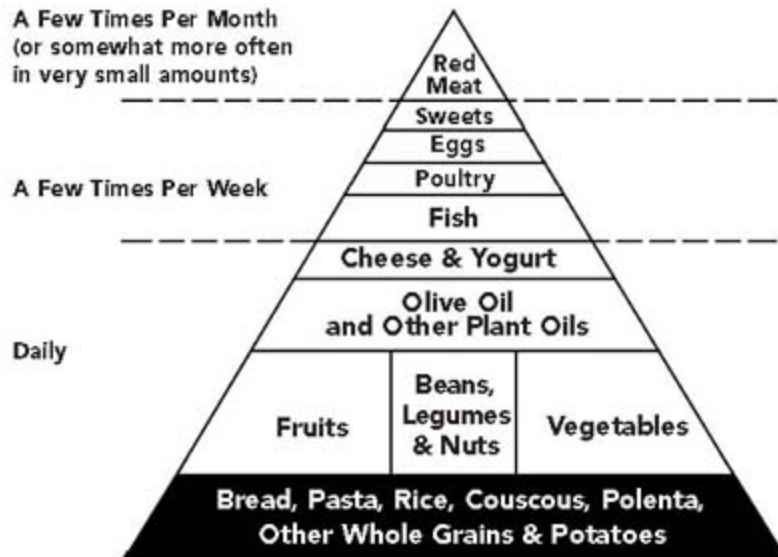 A Few Times Per Month
(or somewhat more often
in very small amounts)
Red
Meat
Sweets
Eggs
A Few Times Per Week
Poultry
Fish
Cheese & Yogurt
Olive Oil
and Other Plant Oils
Daily
Fruits
Beans,
Legumes
& Nuts
Vegetables
Bread, Pasta, Rice, Couscous, Polenta,
Other Whole Grains & Potatoes